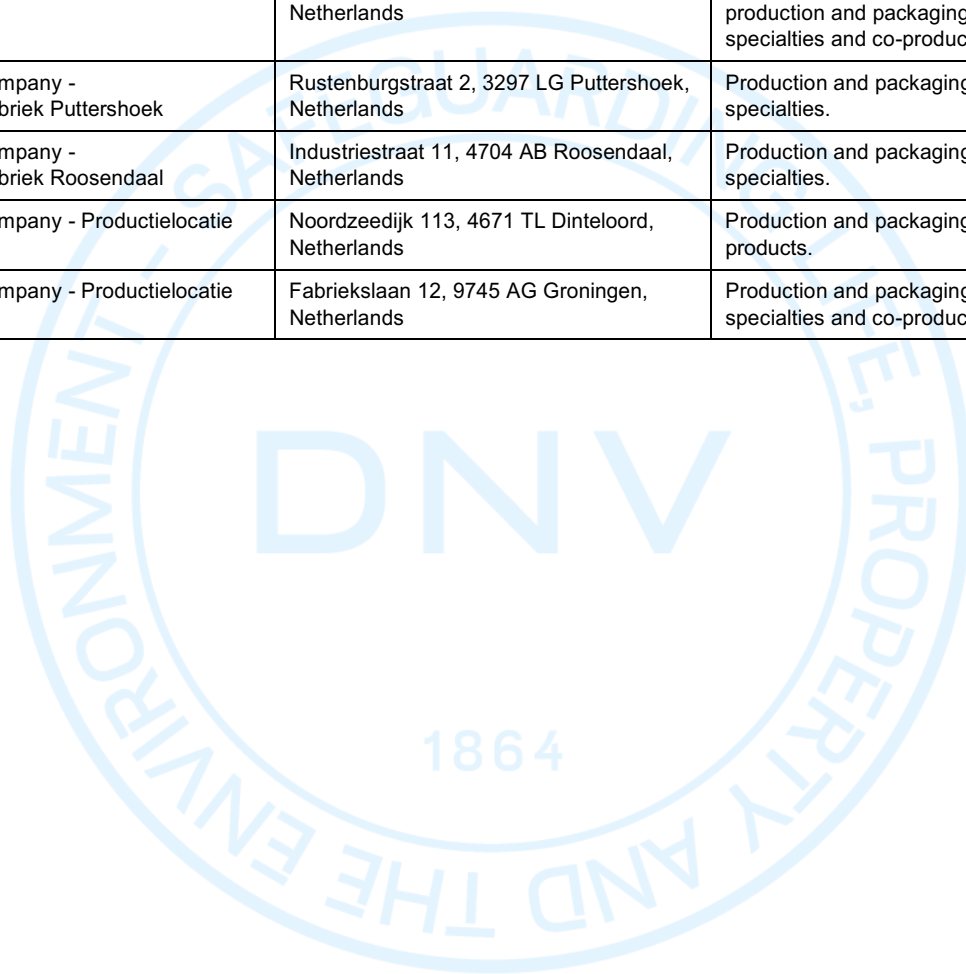 Netherlands
production and packaging
specialties and co-produc
mpany -
briek Puttershoek
Rustenburgstraat 2, 3297 LG Puttershoek,
Netherlands
Production and packaging
specialties.
mpany -
briek Roosendaal
Industriestraat 11, 4704 AB Roosendaal,
Netherlands
Production and packaging
specialties.
mpany - Productielocatie
Noordzeedijk 113, 4671 TL Dinteloord,
Netherlands
Production and packaging
products.
mpany - Productielocatie
Fabriekslaan 12, 9745 AG Groningen,
Netherlands
Production and packaging
specialties and co-produc
SAFEGUARDING LIFE, PROPERTY AND THE ENVIRONMENT -
DNV
1864